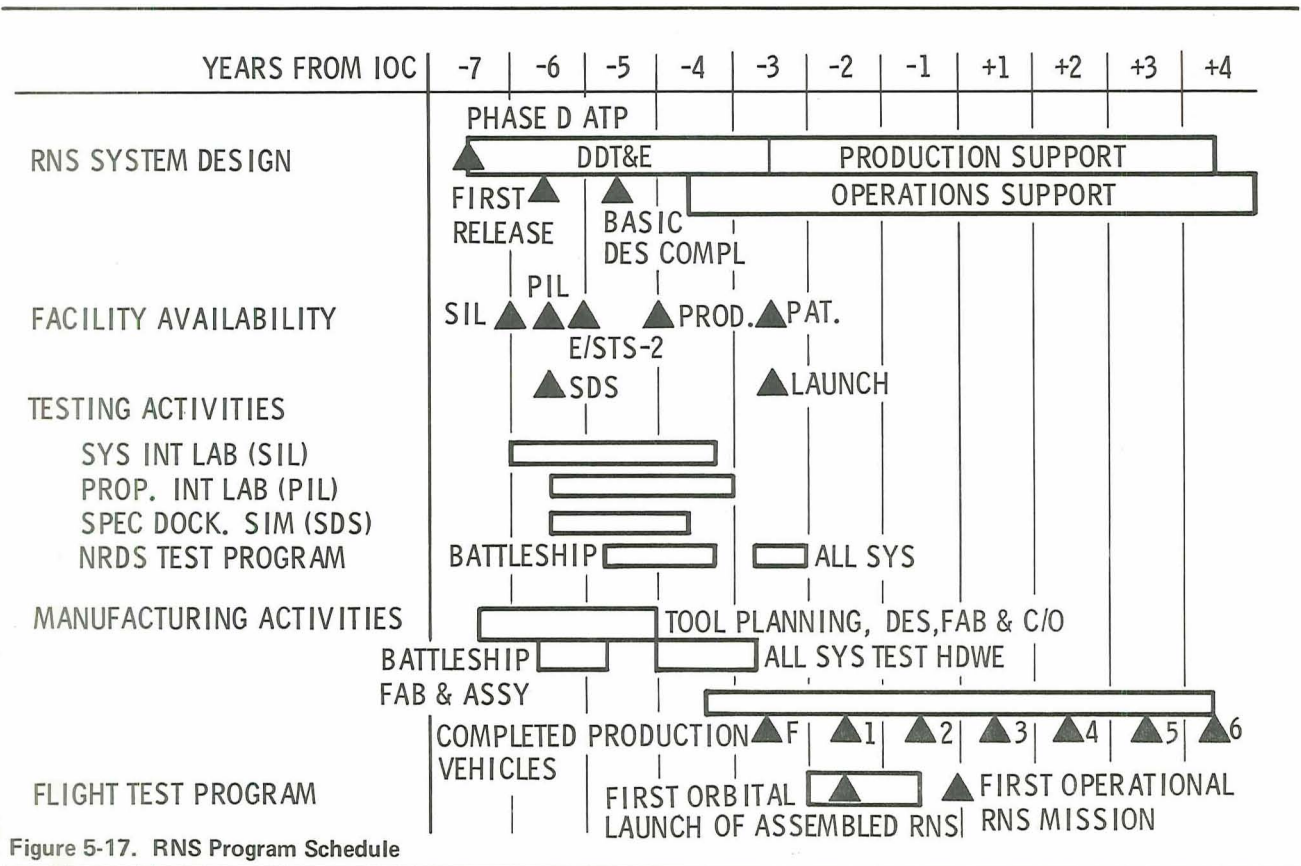 YEARS FROM IOC -7 -6 -5 -4 -3 -2 -1 +1 +2 +3 +4
PHASE D ATP
RNS SYSTEM DESIGN DDT&E PRODUCTION SUPPORT
FIRST OPERATIONS SUPPORT
RELEASE BASIC
DES COMPL
PIL
FACILITY AVAILABILITY SIL PROD. PAT.
E/STS-2
SDS LAUNCH
TESTING ACTIVITIES
SYS INT LAB (SIL)
PROP. INT LAB (PIL)
SPEC DOCK. SIM (SDS)
NRDS TEST PROGRAM BATTLESHIP ALL SYS
MANUFACTURING ACTIVITIES TOOL PLANNING, DES, FAB & C/O
BATTLESHIP ALL SYS TEST HDWE
FAB & ASSY
COMPLETED PRODUCTION F 1 2 3 4 5 6
VEHICLES
FLIGHT TEST PROGRAM FIRST ORBITAL FIRST OPERATIONAL
LAUNCH OF ASSEMBLED RNS RNS MISSION
Figure 5-17. RNS Program Schedule